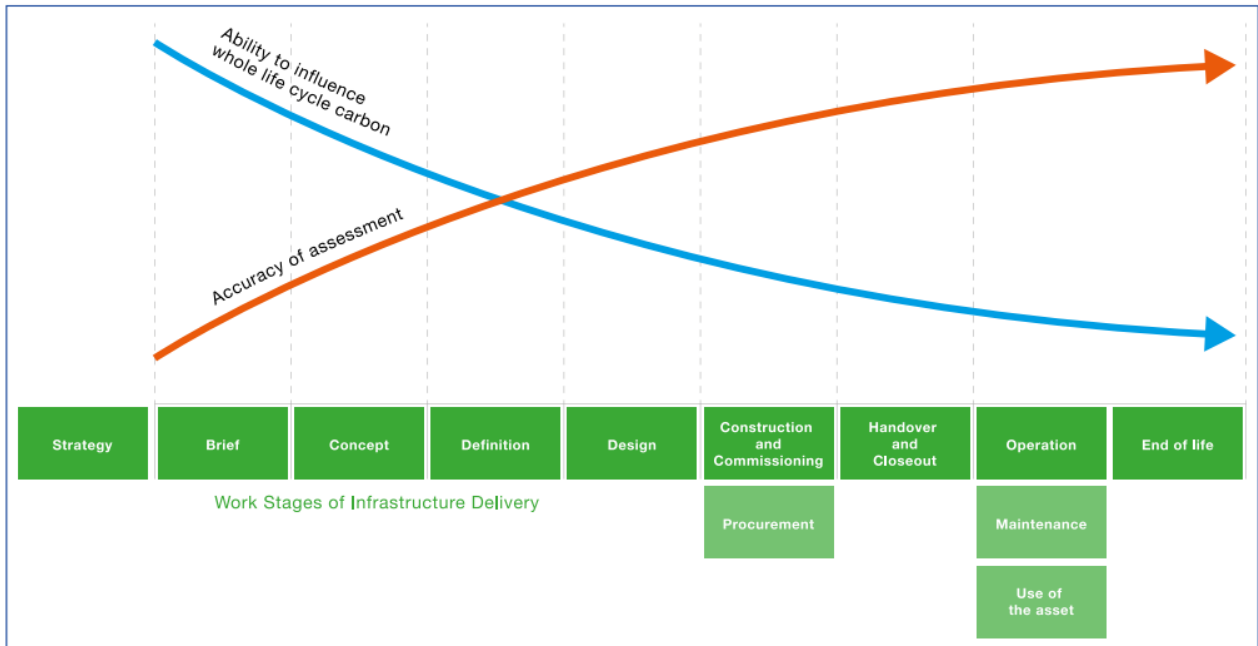 Ability to influence
whole life cycle carbon
Accuracy of assessment
Strategy
Brief
Concept
Definition
Design
Construction
and
Commissioning
Handover
and
Closeout
Operation
End of life
Work Stages of Infrastructure Delivery
Procurement
Maintenance
Use of
the asset